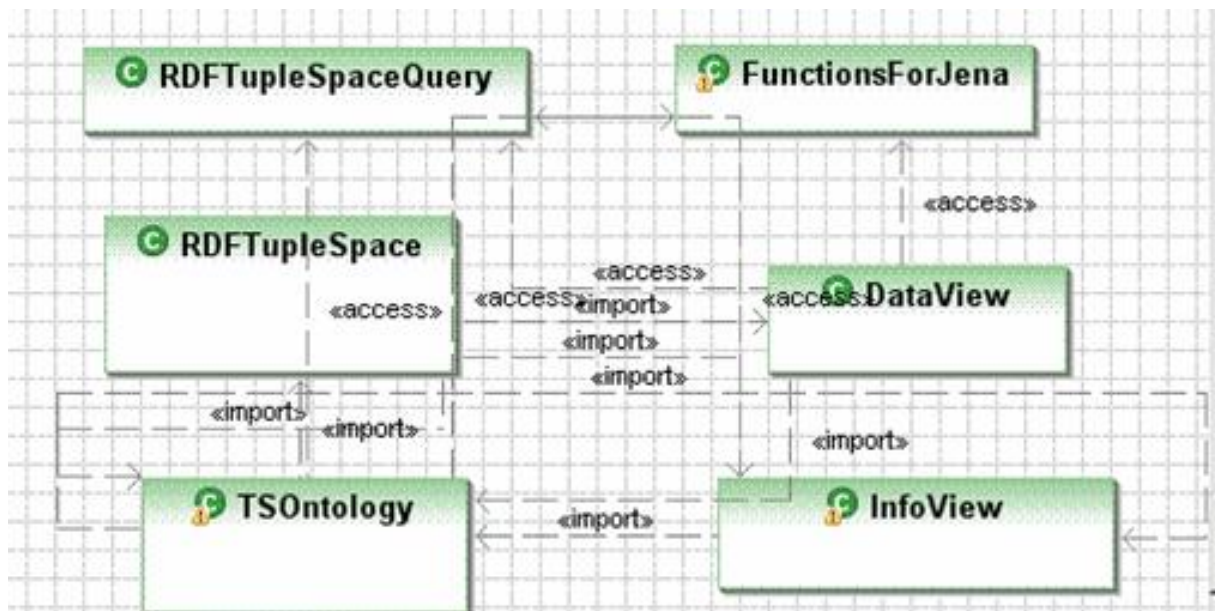 RDFTupleSpaceQuery
FunctionsForJena
«access»
RDFTupleSpace
«access»
«access»
«access»
DataView
«import»
«access»
«import»
«import»
«import»
«import»
«import»
TSOntology
InfoView
«import»